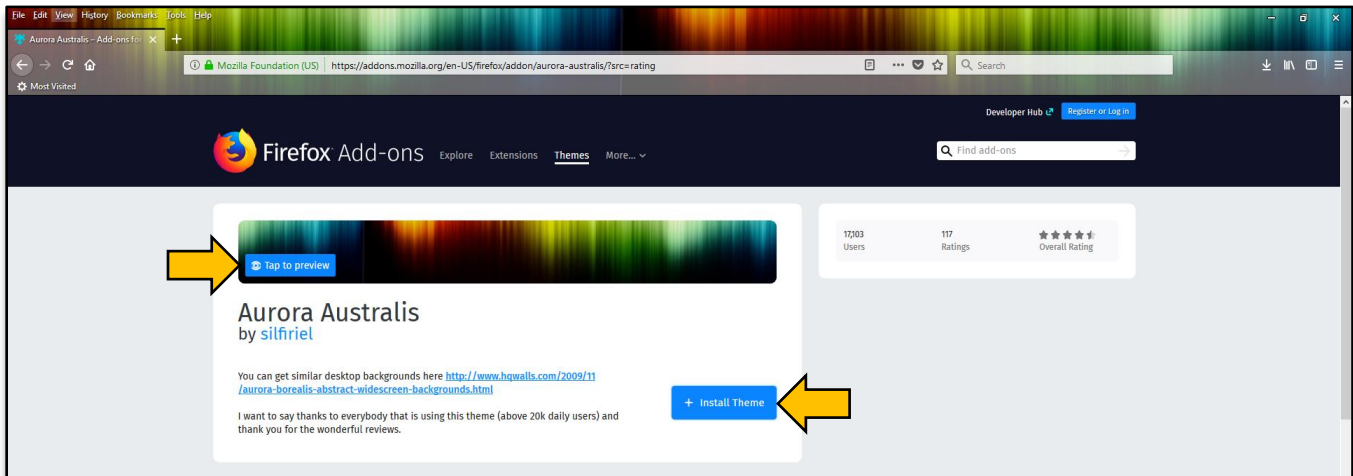 File Edit View History Bookmarks Tools Help
Aurora Australis – Add-ons for
Mozilla Foundation (US) https://addons.mozilla.org/en-US/firefox/addon/aurora-australis/?src=rating
Search
Most Visited
Developer Hub Register or Log in
Firefox Add-ons Explore Extensions Themes More...
Find add-ons
Tap to preview
17,103 117
Users Ratings Overall Rating
Aurora Australis
by silfiriel
You can get similar desktop backgrounds here http://www.hqwalls.com/2009/11
/aurora-borealis-abstract-widescreen-backgrounds.html
+ Install Theme
I want to say thanks to everybody that is using this theme (above 20k daily users) and
thank you for the wonderful reviews.